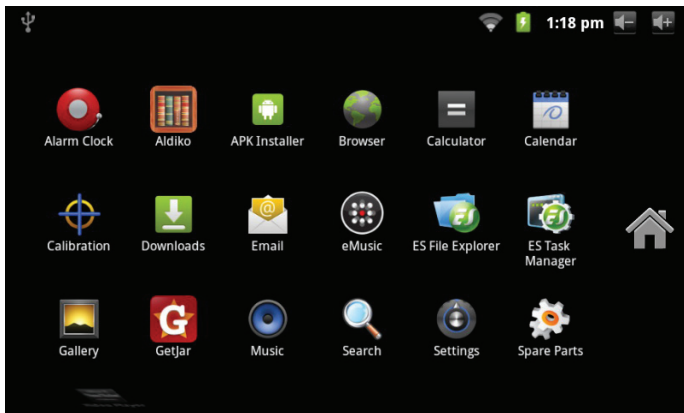 1:18 pm
Alarm Clock Aldiko APK Installer Browser Calculator Calendar
Calibration Downloads Email eMusic ES File Explorer ES Task
Manager
Gallery GetJar Music Search Settings Spare Parts